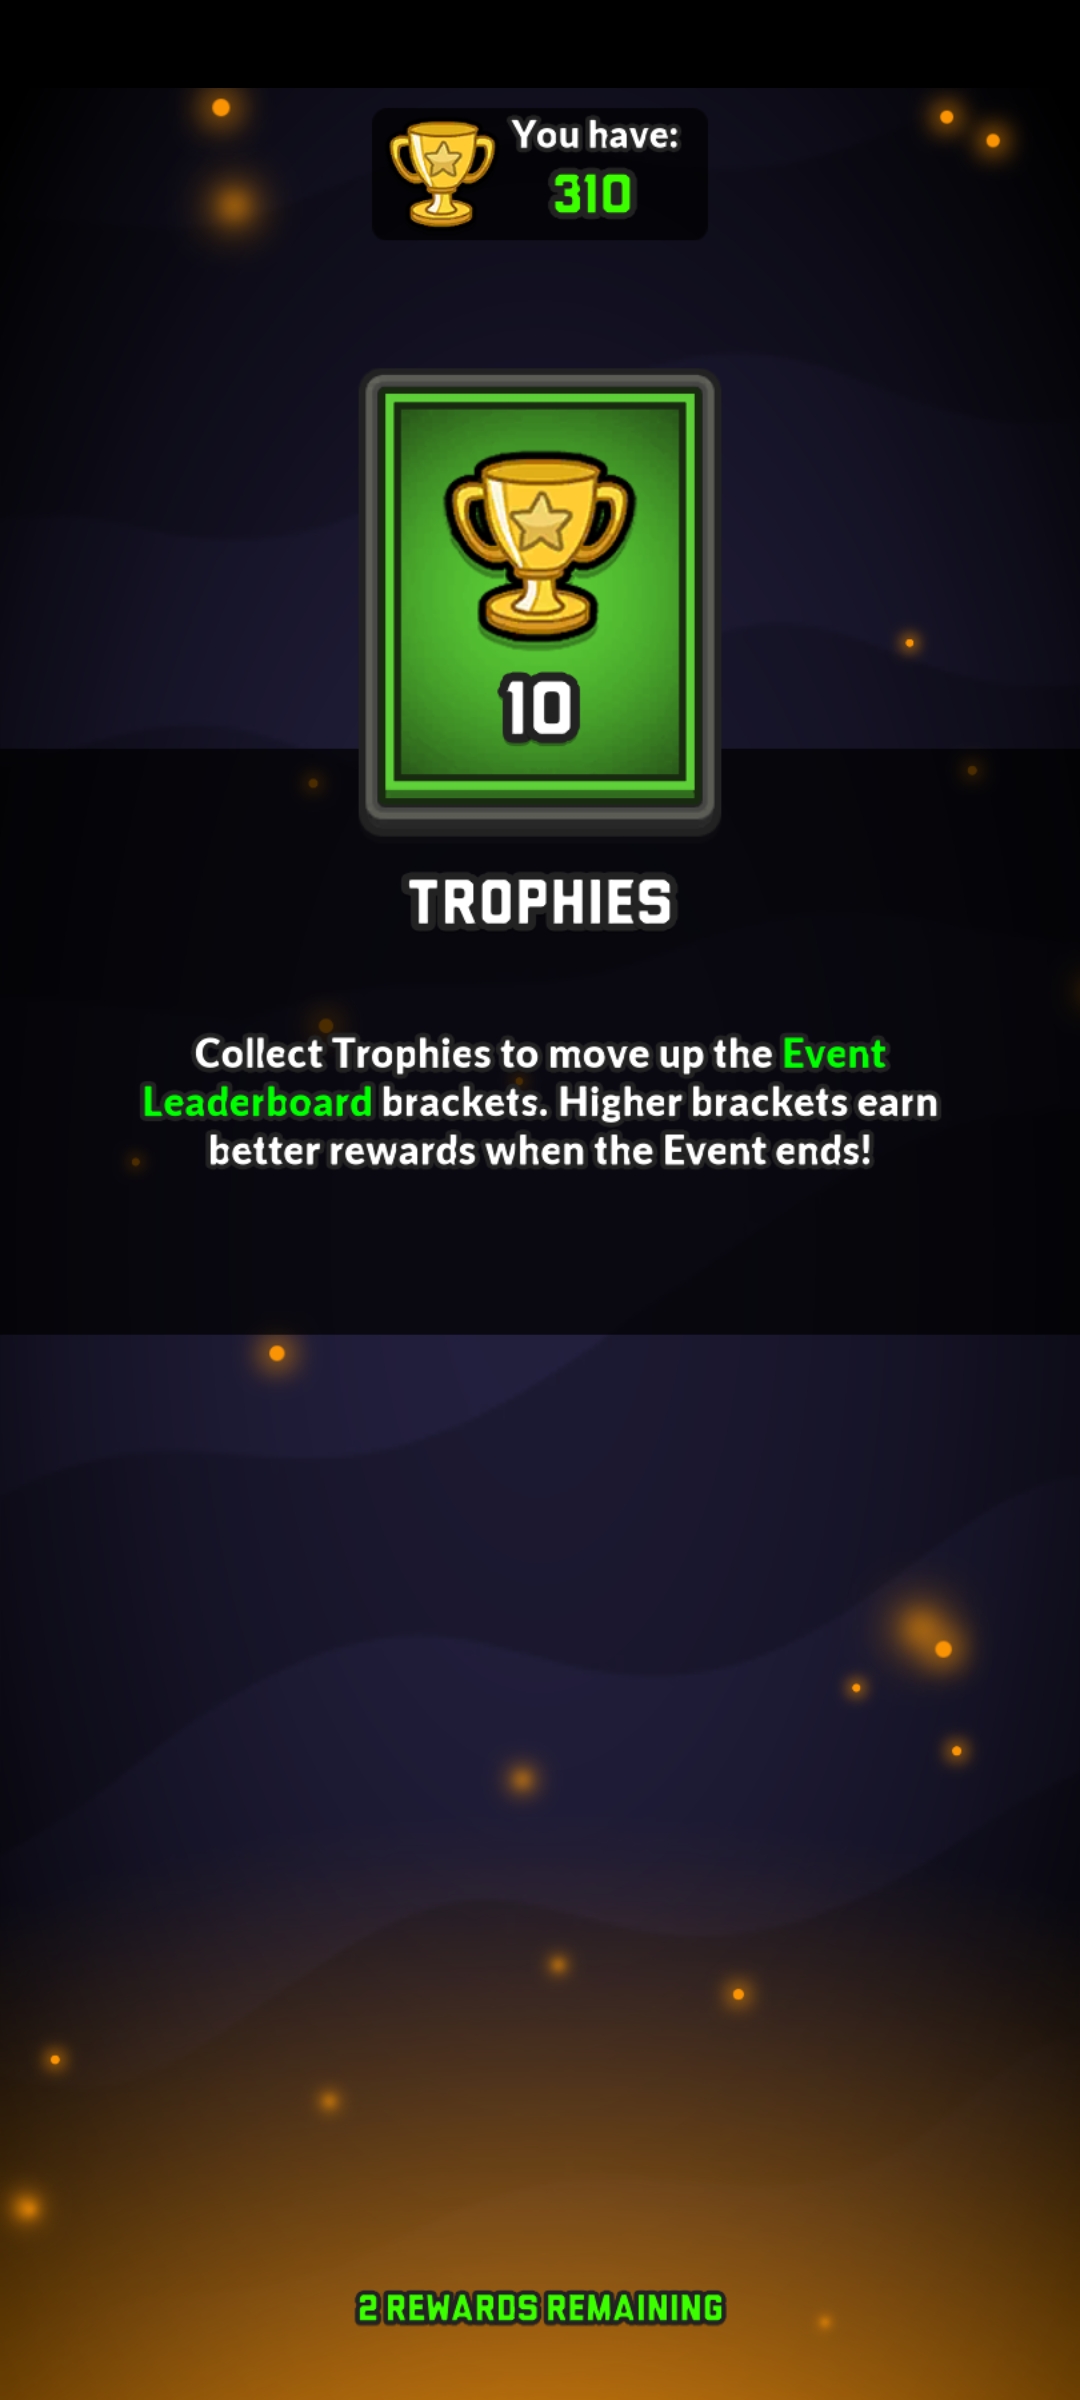 You have:
310
10
TROPHIES
Collect Trophies to move up the Event
Leaderboard brackets. Higher brackets earn
better rewards when the Event ends!
2 REWARDS REMAINING